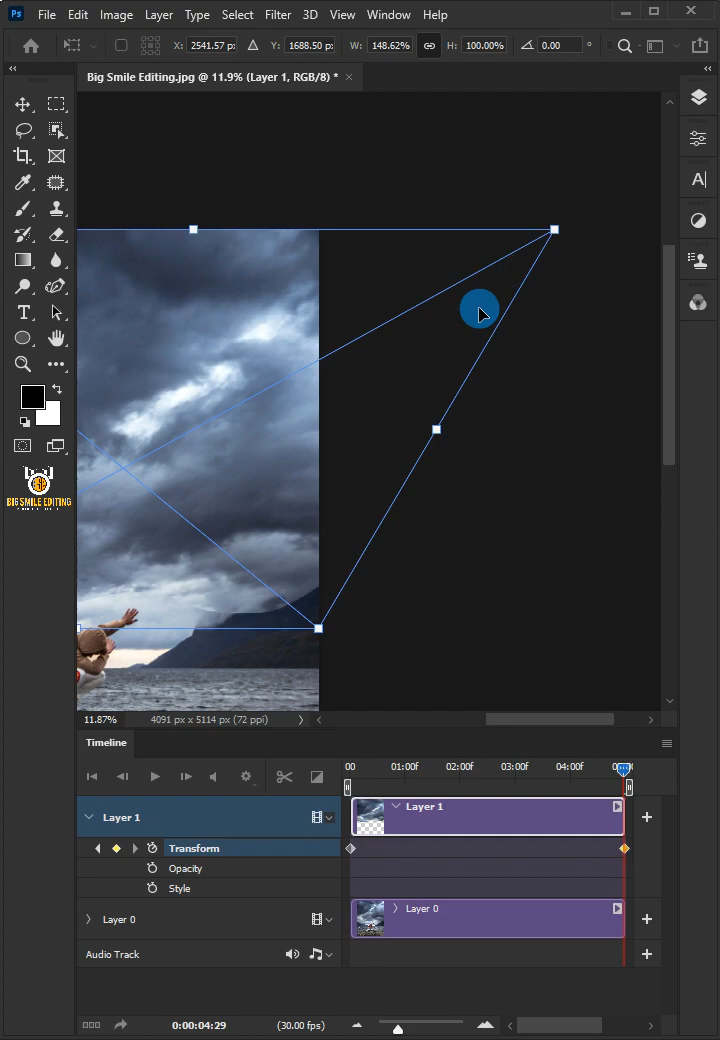 Ps File Edit Image Layer Type Select Filter 3D View Window Help
X: 2541.57 px Y: 1688.50 px W: 148.62% H: 100.00% 0.00 °
Big Smile Editing.jpg @ 11.9% (Layer 1, RGB/8) * ×
BIG SMILE EDITING
11.87% 4091 px x 5114 px (72 ppi)
Timeline
00 01:00f 02:00f 03:00f 04:00f
Layer 1
Layer 1
Transform
Opacity
Style
Layer 0
Layer 0
Audio Track
0:00:04:29 (30.00 fps)